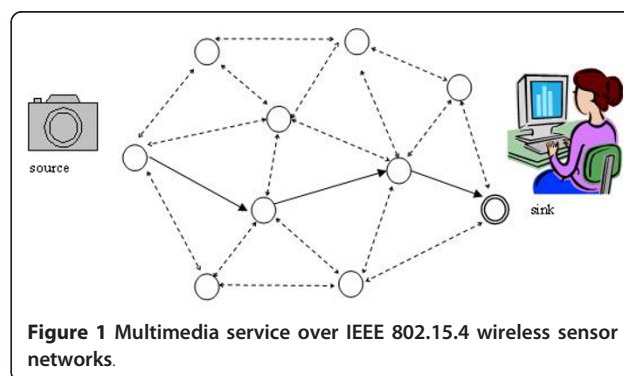 source
sink
Figure 1 Multimedia service over IEEE 802.15.4 wireless sensor
networks.